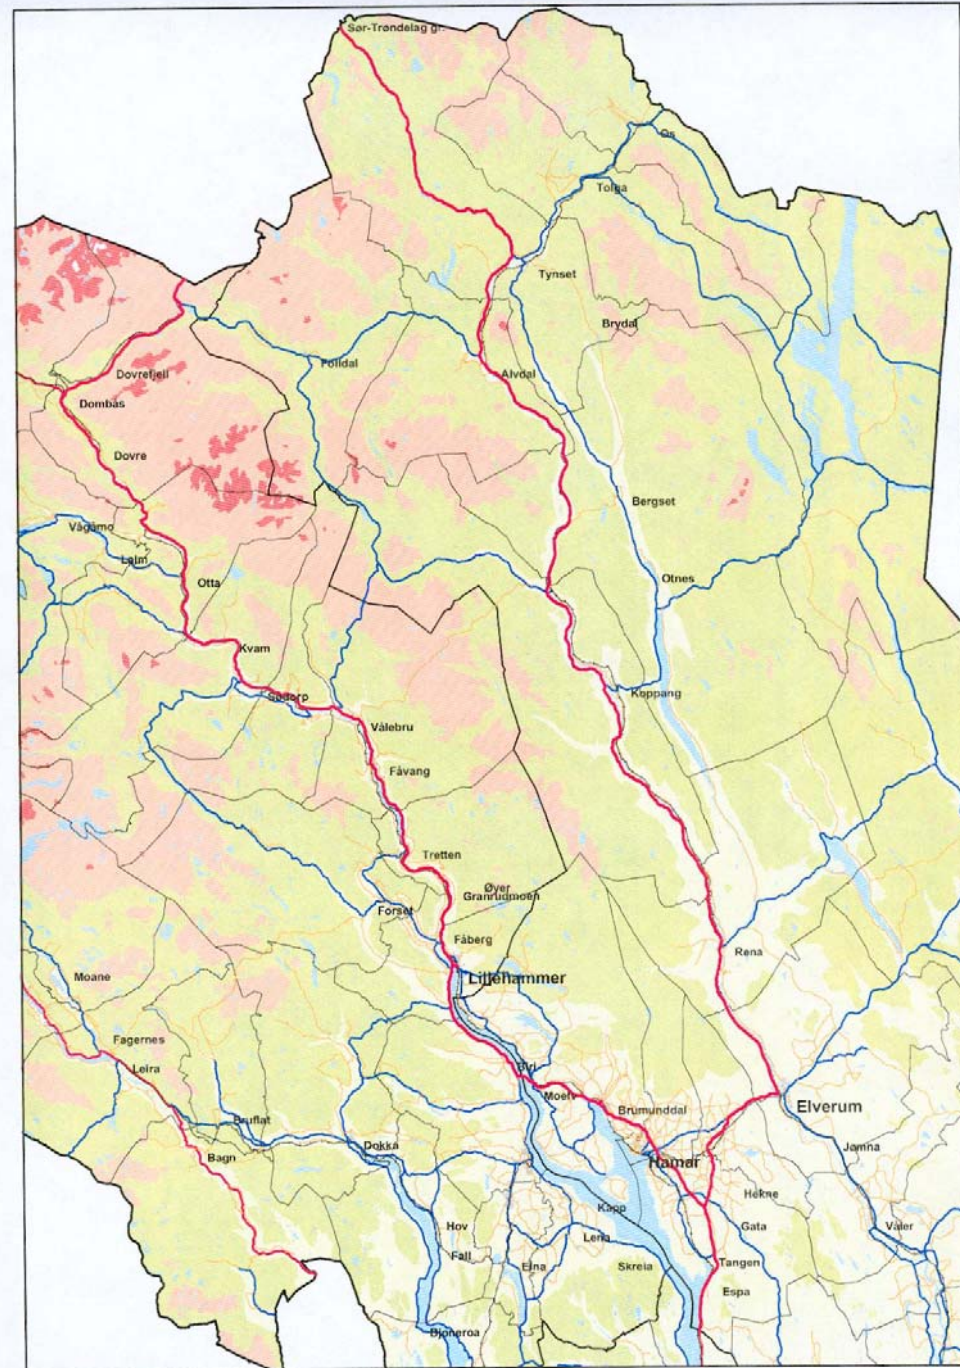 Sør-Trøndelag gr.
Os
Tolga
Tynset
Brydal
Folldal
Dovrefjell
Alvdal
Dombås
Dovre
Bergset
Vågåmo
Lalm
Otta
Otnes
Kvam
Sødorp
Koppang
Vålebru
Fåvang
Tretten
Øyer
Granrudmoen
Forset
Fåberg
Rena
Moane
Lillehammer
Fagernes
Leira
Biri
Moelv
Brumunddal
Elverum
Bruflat
Dokka
Jømna
Bagn
Hamar
Hekne
Kapp
Hov
Gata
Våler
Lena
Fall
Eina
Skreia
Tangen
Espa
Bjoneroa